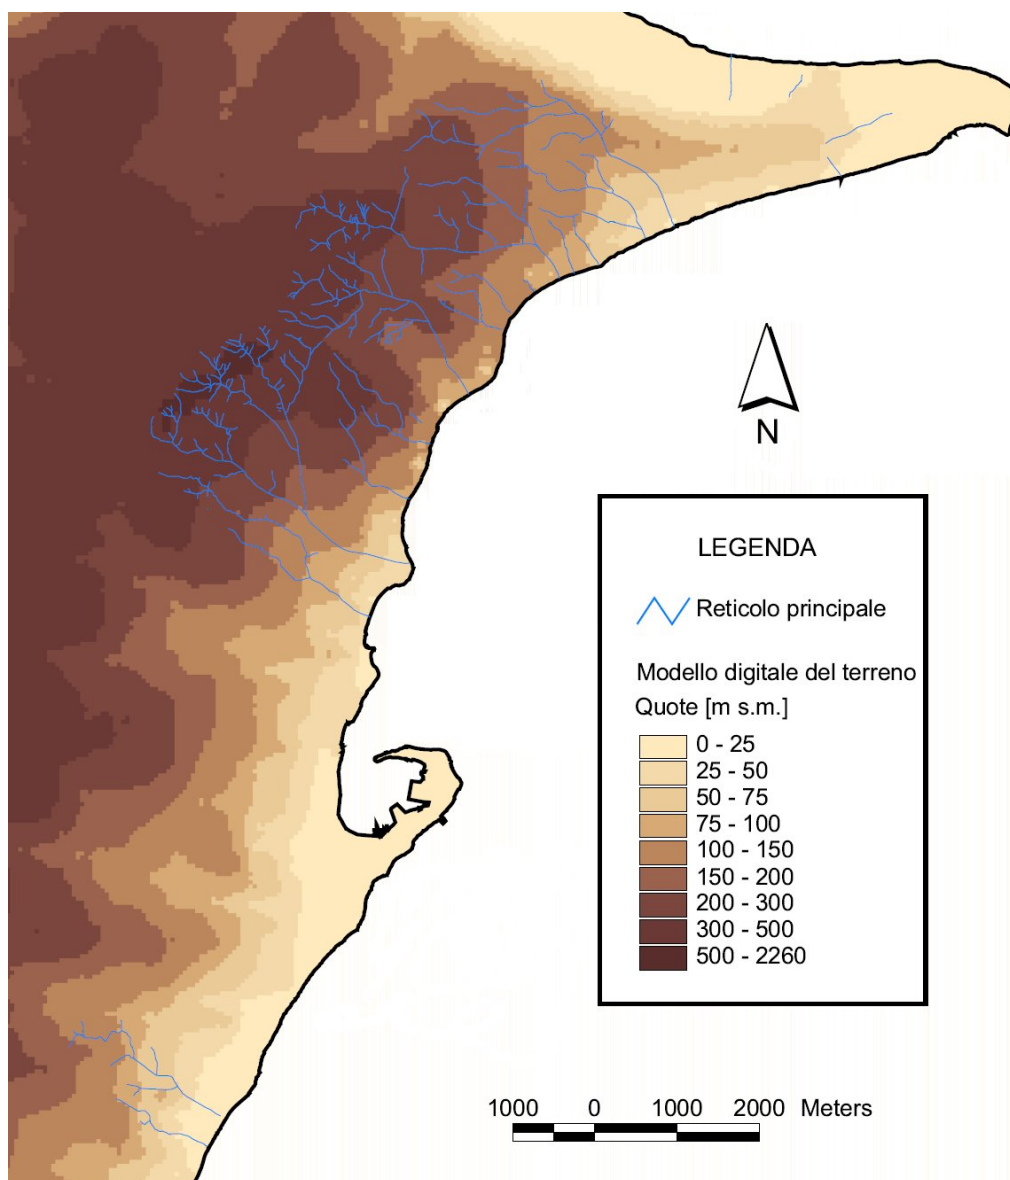 N
LEGENDA
Reticolo principale
Modello digitale del terreno
Quote [m s.m.]
0 - 25
25 - 50
50 - 75
75 - 100
100 - 150
150 - 200
200 - 300
300 - 500
500 - 2260
1000 0 1000 2000 Meters